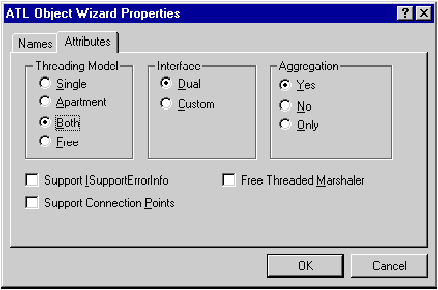 ATL Object Wizard Properties ? X
Names Attributes
Threading Model Interface Aggregation
Single Dual Yes
Apartment Custom No
Both Only
Free
Support ISupportErrorInfo Free Threaded Marshaler
Support Connection Points
OK Cancel